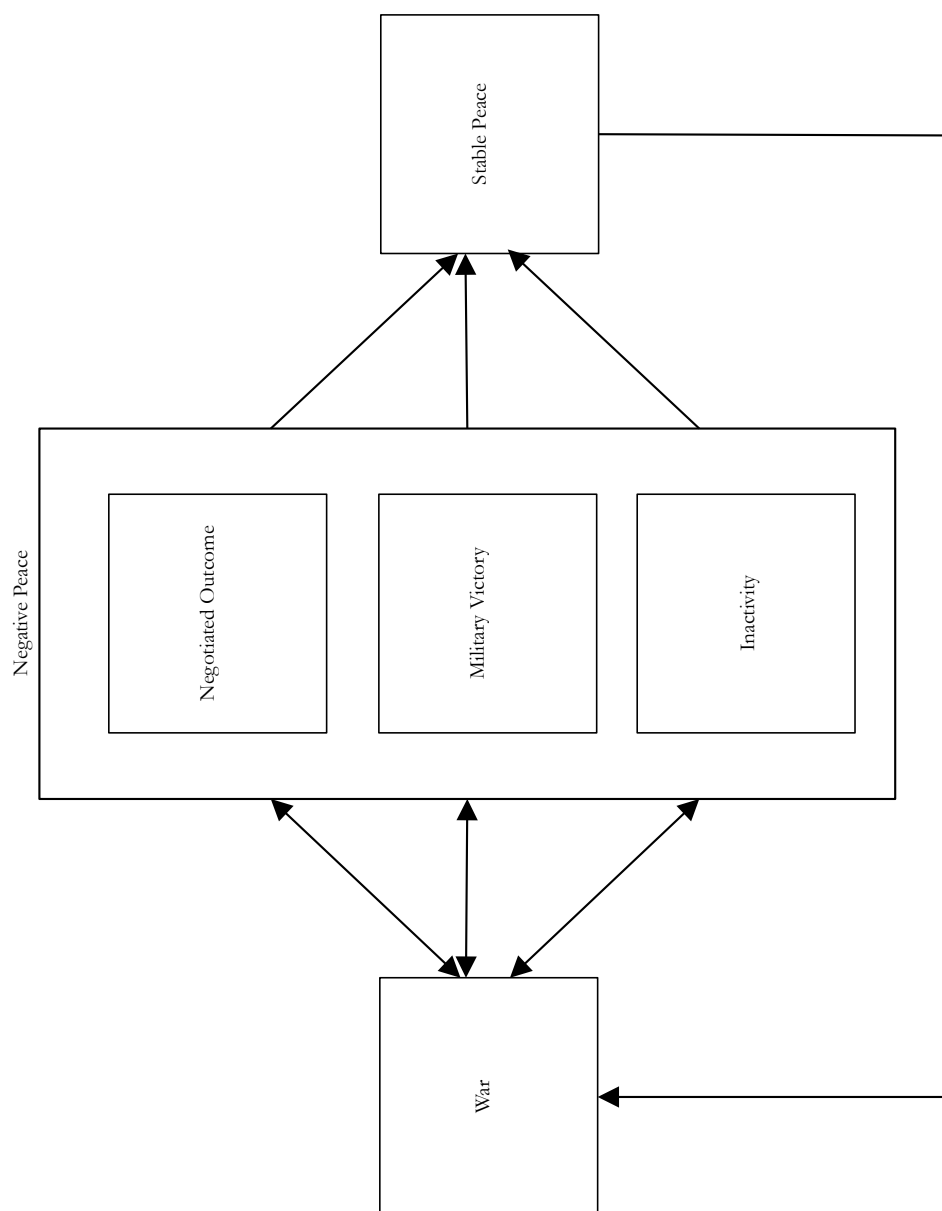 Negative Peace
War
Negotiated Outcome
Military Victory
Inactivity
Stable Peace